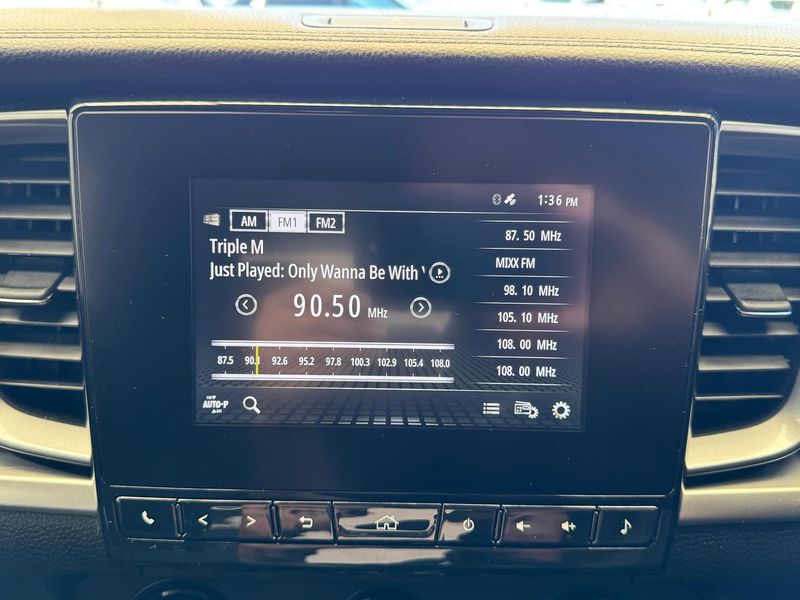 1:36 PM
AM FM1 FM2
Triple M
Just Played: Only Wanna Be With
90.50 MHz
87.5 90.1 92.6 95.2 97.8 100.3 102.9 105.4 108.0
AUTO-P
87.50 MHz
MIXX FM
98.10 MHz
105.10 MHz
108.00 MHz
108.00 MHz